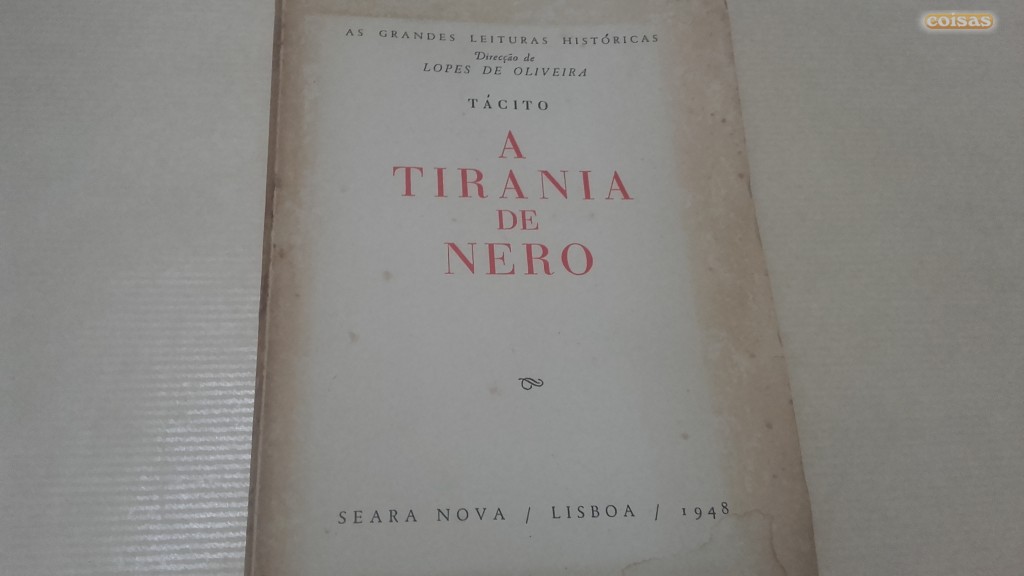 coisas
AS GRANDES LEITURAS HISTÓRICAS
Direcção de
LOPES DE OLIVEIRA
TÁCITO
A
TIRANIA
DE
NERO
SEARA NOVA / LISBOA / 1948